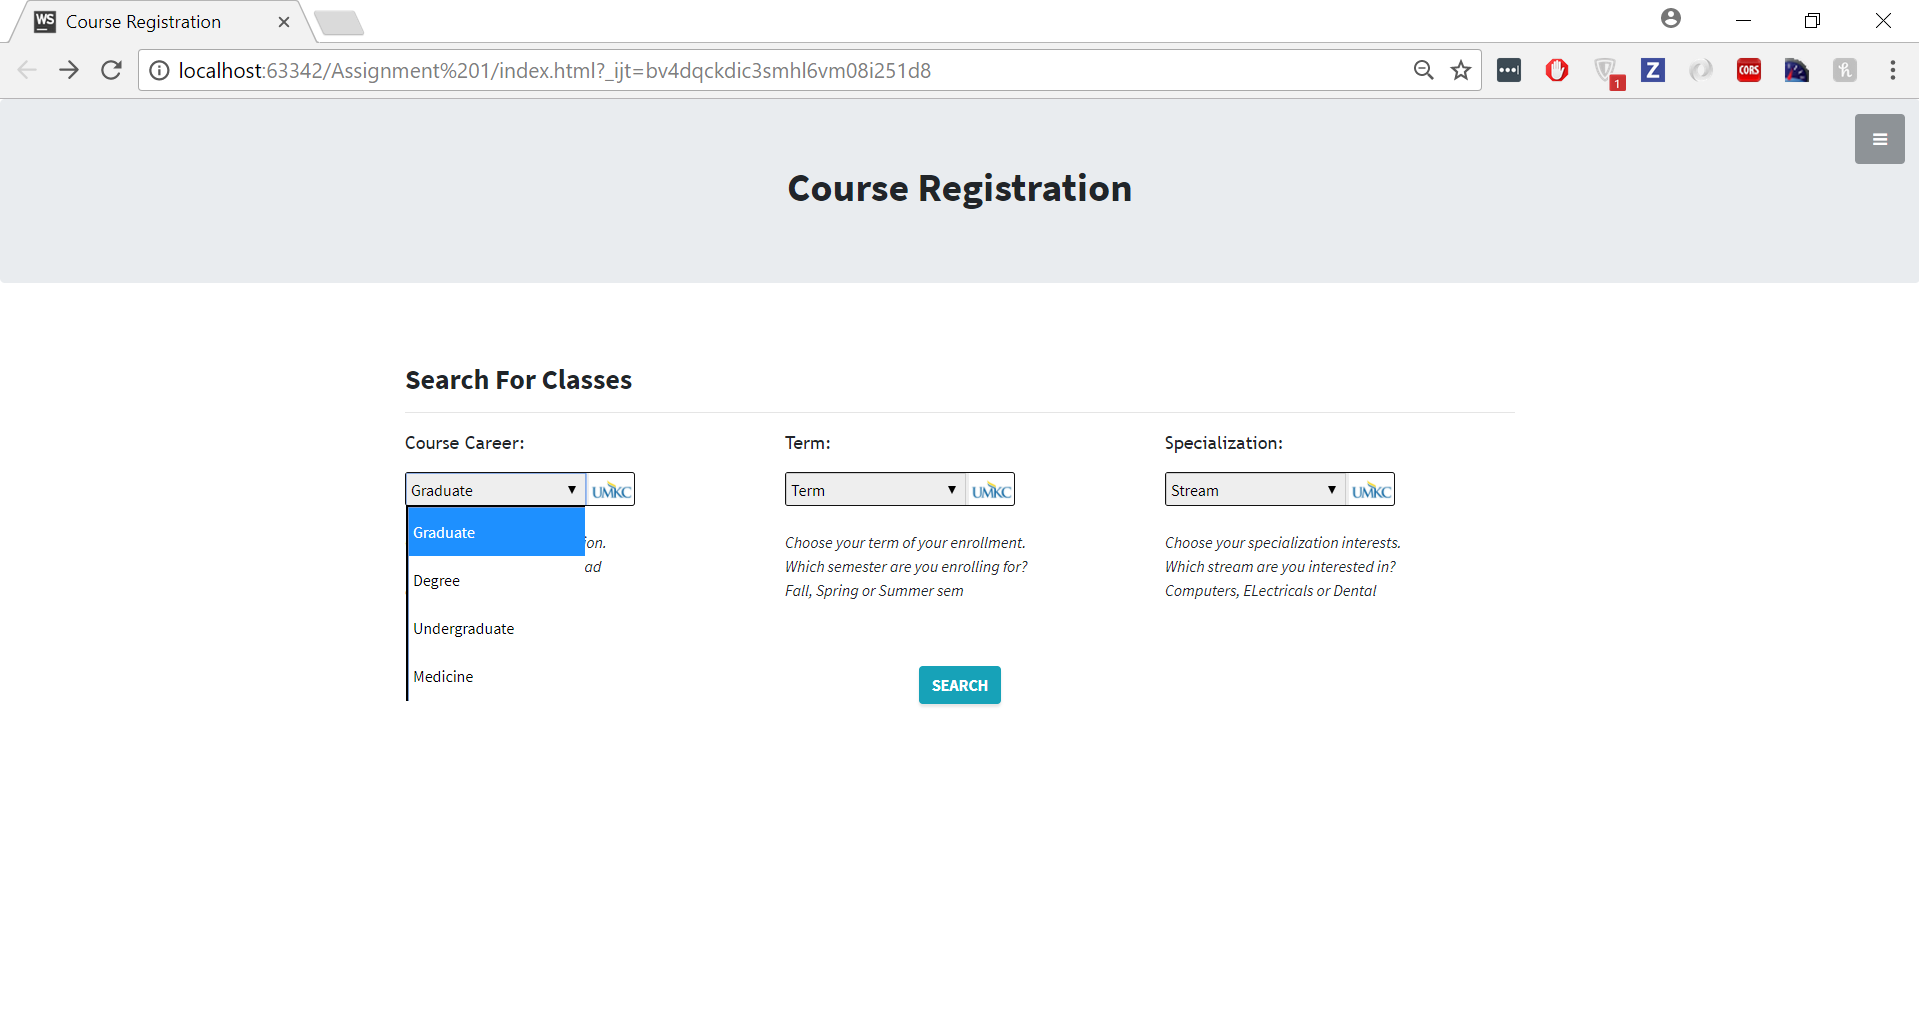 WS Course Registration
localhost:63342/Assignment%201/index.html?_ijt=bv4dqckdic3smhl6vm08i251d8
1 Z CORS h
Course Registration
Search For Classes
Course Career: Term: Specialization:
Graduate UMKC Term UMKC Stream UMKC
Graduate
Degree
Undergraduate
Medicine
ion.
ad
Choose your term of your enrollment.
Which semester are you enrolling for?
Fall, Spring or Summer sem
Choose your specialization interests.
Which stream are you interested in?
Computers, ELectricals or Dental
SEARCH